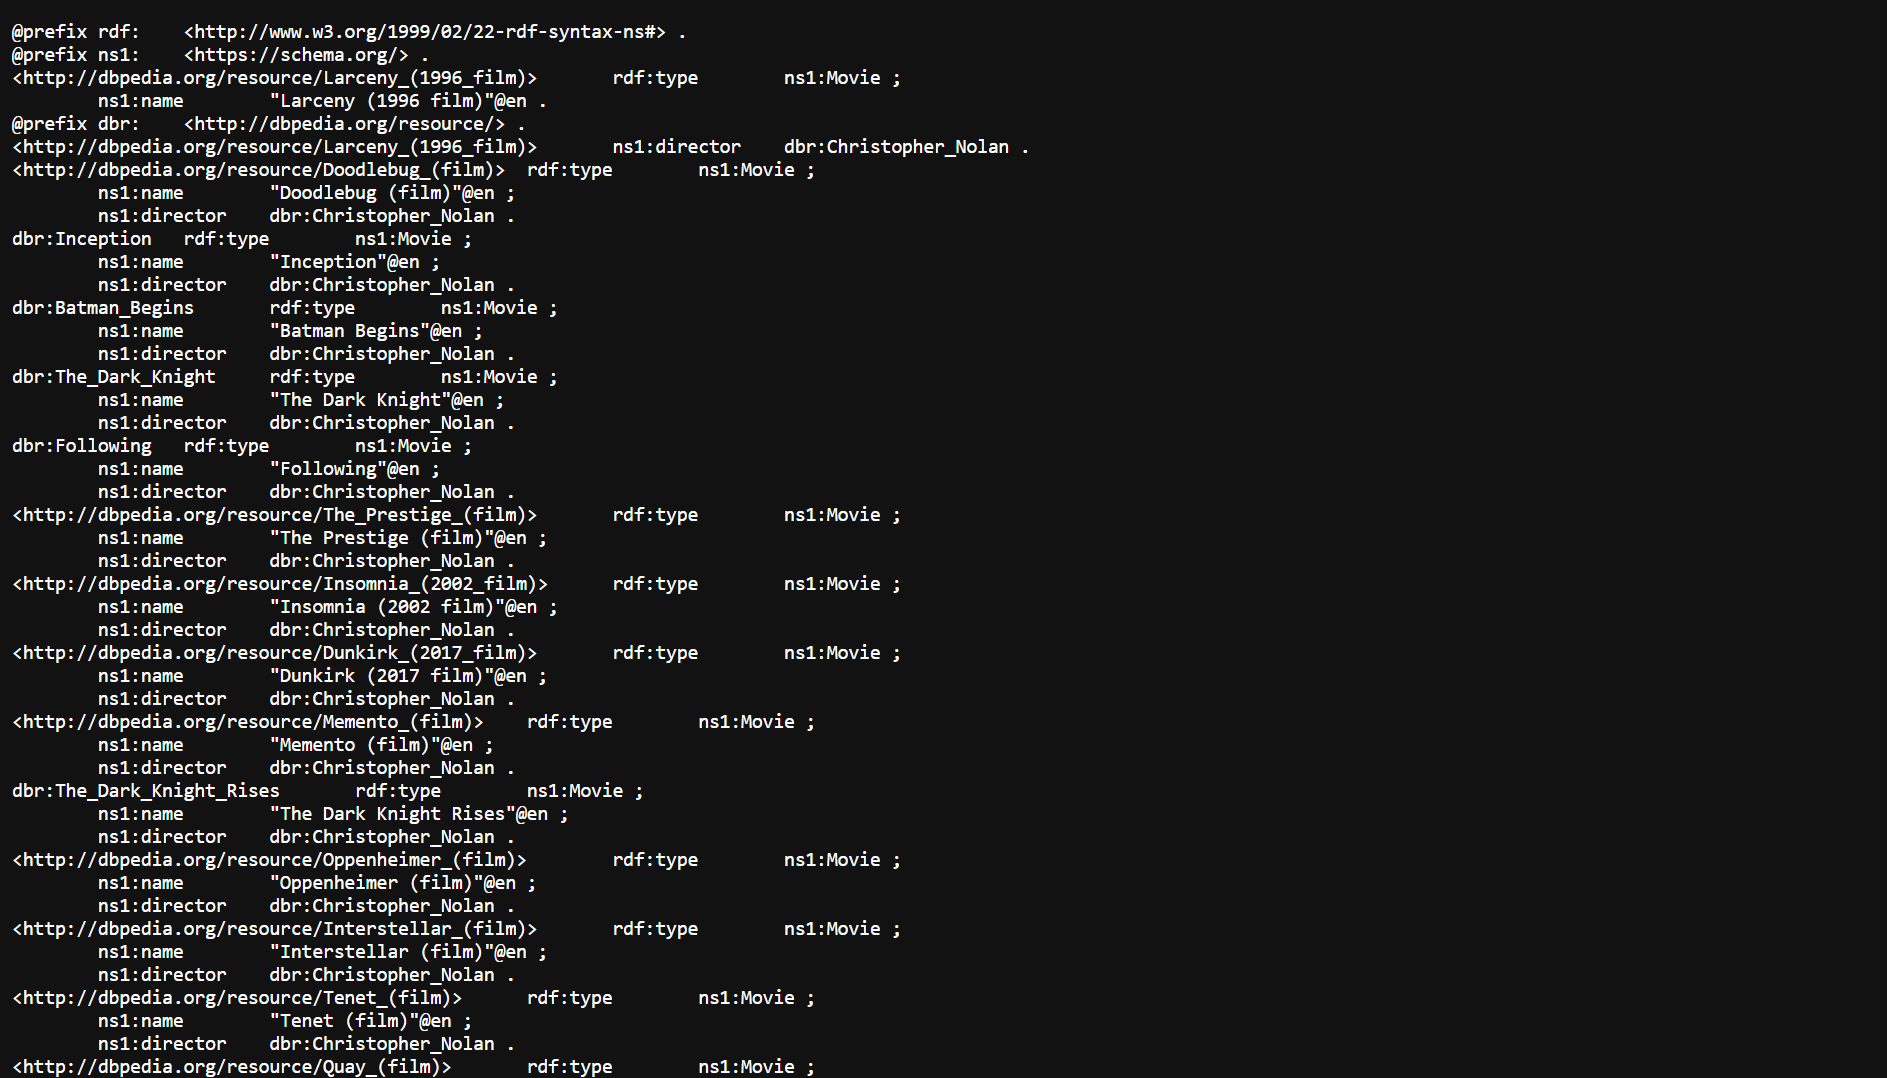 @prefix rdf:    <http://www.w3.org/1999/02/22-rdf-syntax-ns#> .
@prefix ns1:    <https://schema.org/> .
<http://dbpedia.org/resource/Larceny_(1996_film)>       rdf:type        ns1:Movie ;
        ns1:name        "Larceny (1996 film)"@en .
@prefix dbr:    <http://dbpedia.org/resource/> .
<http://dbpedia.org/resource/Larceny_(1996_film)>       ns1:director    dbr:Christopher_Nolan .
<http://dbpedia.org/resource/Doodlebug_(film)>  rdf:type        ns1:Movie ;
        ns1:name        "Doodlebug (film)"@en ;
        ns1:director    dbr:Christopher_Nolan .
dbr:Inception   rdf:type        ns1:Movie ;
        ns1:name        "Inception"@en ;
        ns1:director    dbr:Christopher_Nolan .
dbr:Batman_Begins       rdf:type        ns1:Movie ;
        ns1:name        "Batman Begins"@en ;
        ns1:director    dbr:Christopher_Nolan .
dbr:The_Dark_Knight     rdf:type        ns1:Movie ;
        ns1:name        "The Dark Knight"@en ;
        ns1:director    dbr:Christopher_Nolan .
dbr:Following   rdf:type        ns1:Movie ;
        ns1:name        "Following"@en ;
        ns1:director    dbr:Christopher_Nolan .
<http://dbpedia.org/resource/The_Prestige_(film)>       rdf:type        ns1:Movie ;
        ns1:name        "The Prestige (film)"@en ;
        ns1:director    dbr:Christopher_Nolan .
<http://dbpedia.org/resource/Insomnia_(2002_film)>      rdf:type        ns1:Movie ;
        ns1:name        "Insomnia (2002 film)"@en ;
        ns1:director    dbr:Christopher_Nolan .
<http://dbpedia.org/resource/Dunkirk_(2017_film)>       rdf:type        ns1:Movie ;
        ns1:name        "Dunkirk (2017 film)"@en ;
        ns1:director    dbr:Christopher_Nolan .
<http://dbpedia.org/resource/Memento_(film)>    rdf:type        ns1:Movie ;
        ns1:name        "Memento (film)"@en ;
        ns1:director    dbr:Christopher_Nolan .
dbr:The_Dark_Knight_Rises       rdf:type        ns1:Movie ;
        ns1:name        "The Dark Knight Rises"@en ;
        ns1:director    dbr:Christopher_Nolan .
<http://dbpedia.org/resource/Oppenheimer_(film)>        rdf:type        ns1:Movie ;
        ns1:name        "Oppenheimer (film)"@en ;
        ns1:director    dbr:Christopher_Nolan .
<http://dbpedia.org/resource/Interstellar_(film)>       rdf:type        ns1:Movie ;
        ns1:name        "Interstellar (film)"@en ;
        ns1:director    dbr:Christopher_Nolan .
<http://dbpedia.org/resource/Tenet_(film)>      rdf:type        ns1:Movie ;
        ns1:name        "Tenet (film)"@en ;
        ns1:director    dbr:Christopher_Nolan .
<http://dbpedia.org/resource/Quay_(film)>       rdf:type        ns1:Movie ;